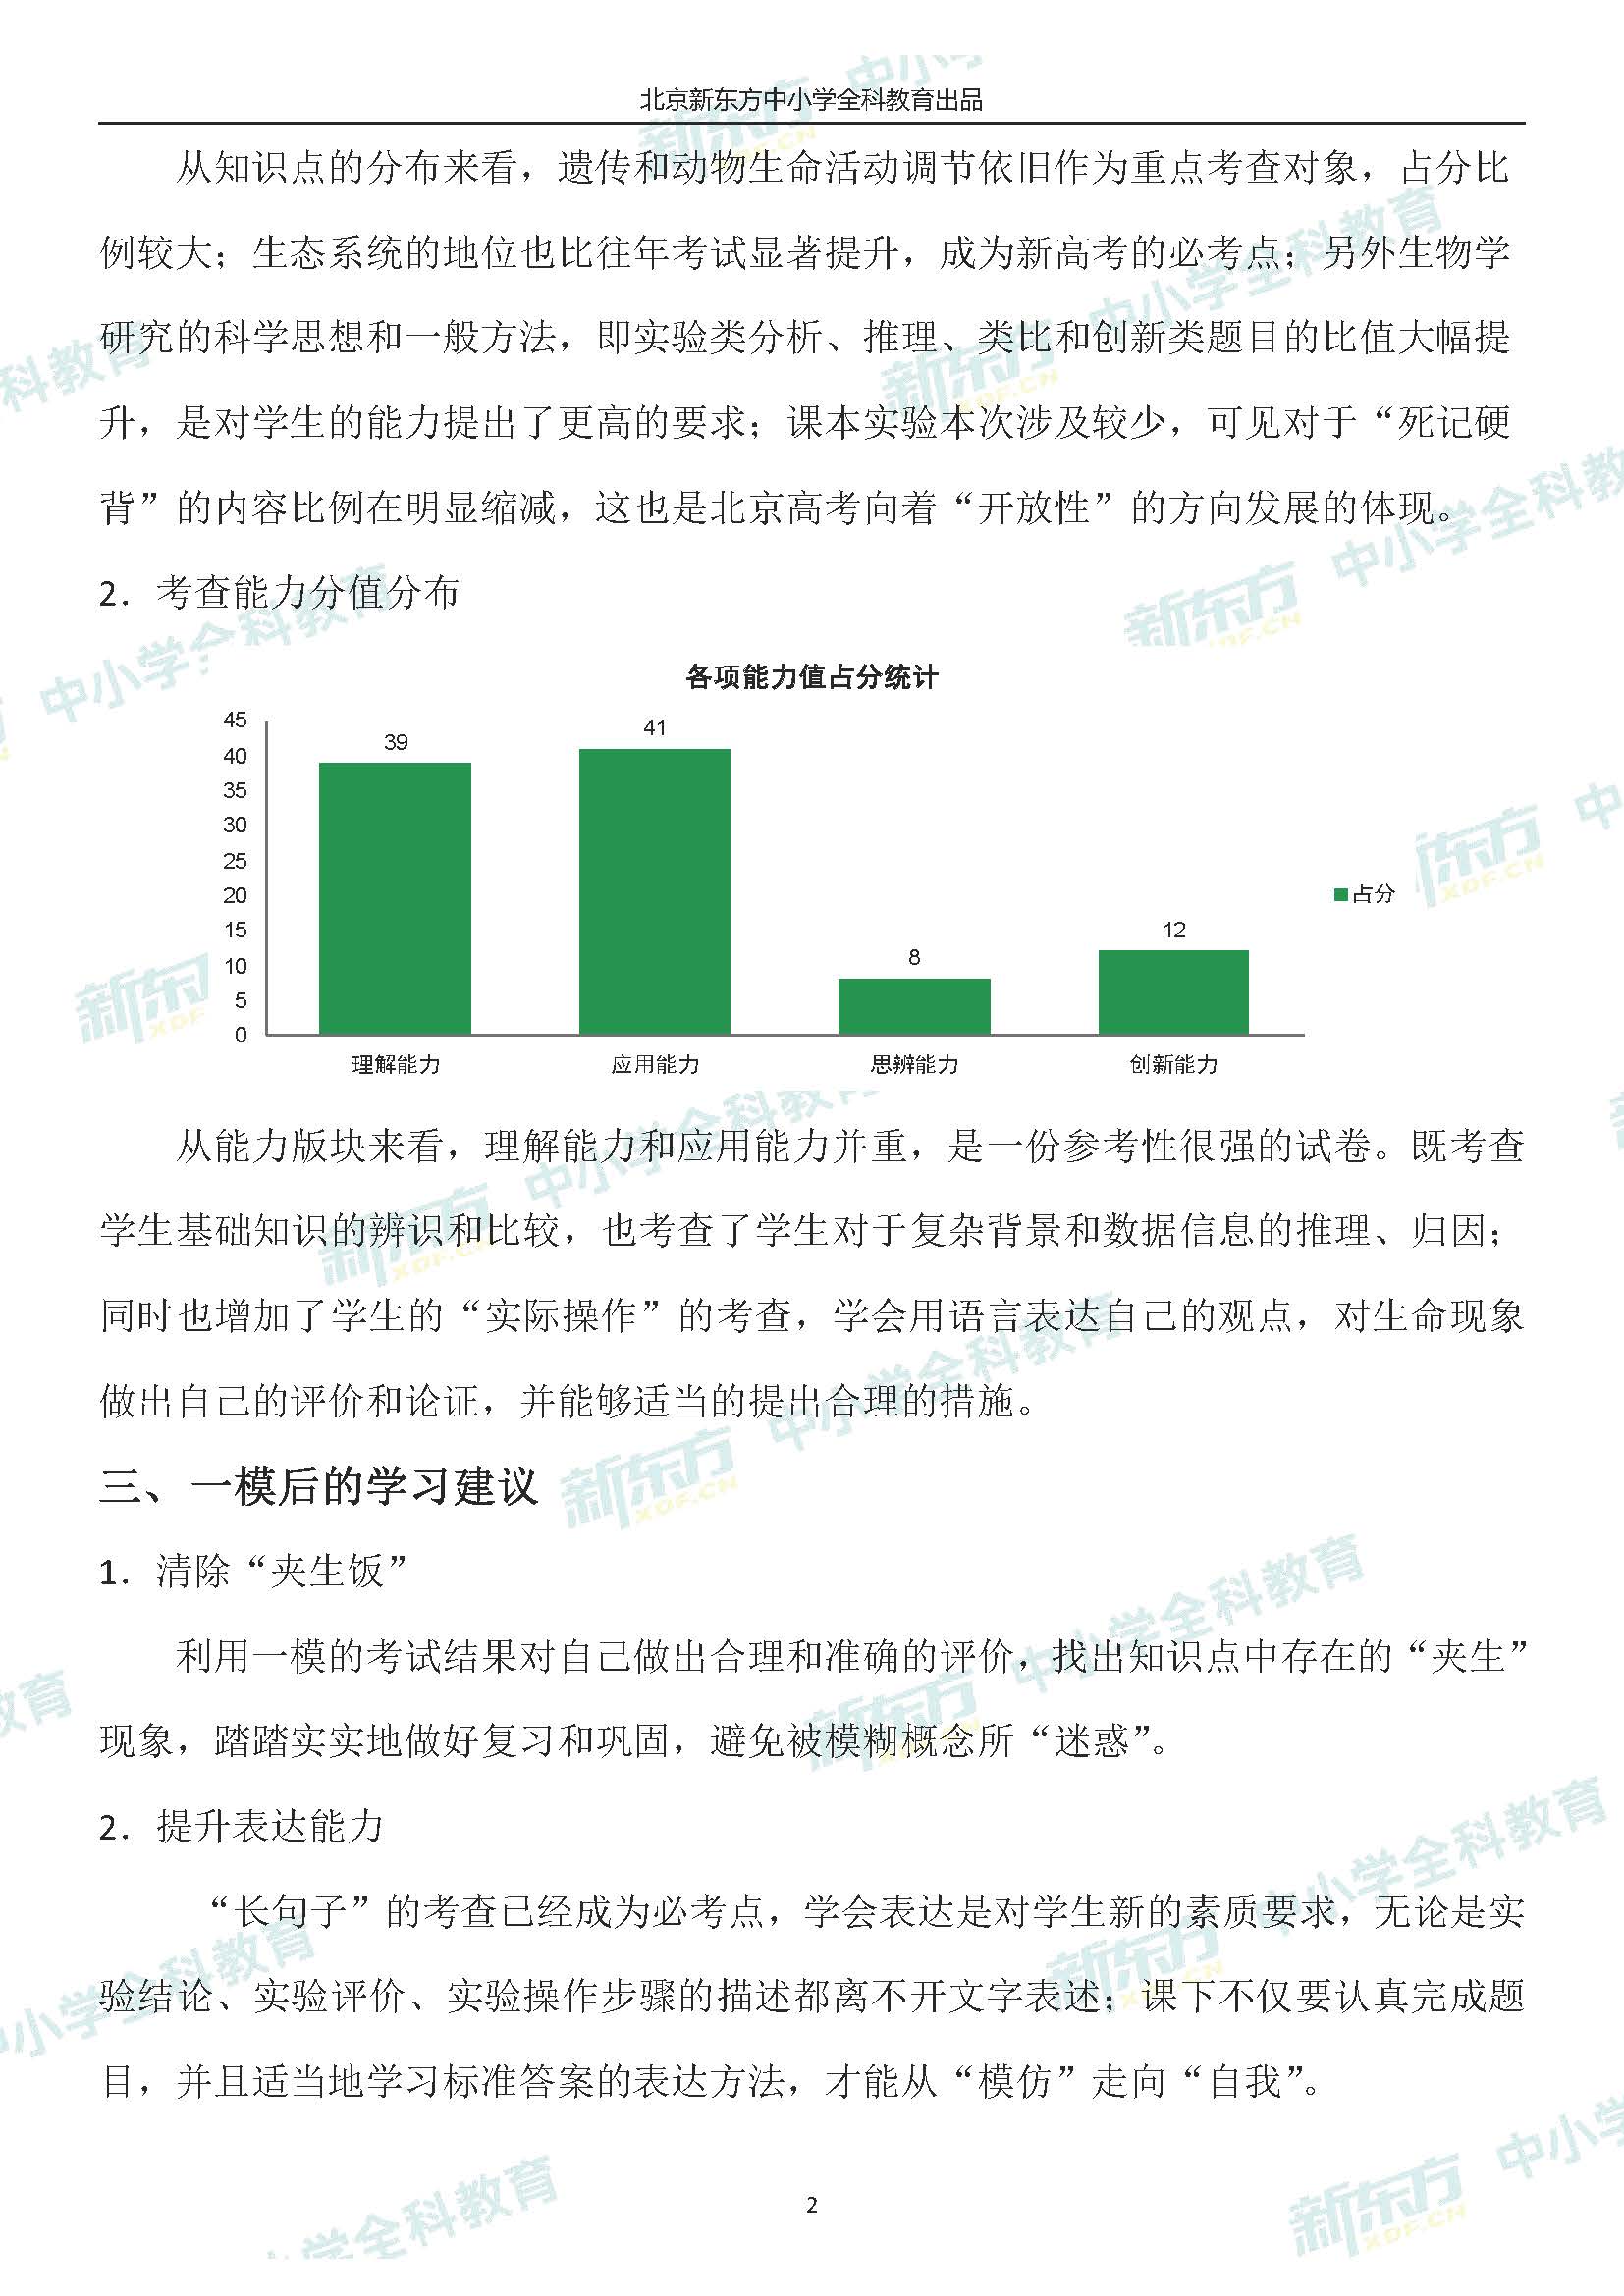 北京新东方中小学全科教育出品
从知识点的分布来看，遗传和动物生命活动调节依旧作为重点考查对象，占分比
例较大；生态系统的地位也比往年考试显著提升，成为新高考的必考点；另外生物学
研究的科学思想和一般方法，即实验类分析、推理、类比和创新类题目的比值大幅提
升，是对学生的能力提出了更高的要求；课本实验本次涉及较少，可见对于“死记硬
背”的内容比例在明显缩减，这也是北京高考向着“开放性”的方向发展的体现。
2．考查能力分值分布
各项能力值占分统计
45
40
35
30
25
20
15
10
5
0
39
41
8
12
理解能力
应用能力
思辨能力
创新能力
占分
从能力版块来看，理解能力和应用能力并重，是一份参考性很强的试卷。既考查
学生基础知识的辨识和比较，也考查了学生对于复杂背景和数据信息的推理、归因；
同时也增加了学生的“实际操作”的考查，学会用语言表达自己的观点，对生命现象
做出自己的评价和论证，并能够适当的提出合理的措施。
三、一模后的学习建议
1．清除“夹生饭”
利用一模的考试结果对自己做出合理和准确的评价，找出知识点中存在的“夹生”
现象，踏踏实实地做好复习和巩固，避免被模糊概念所“迷惑”。
2．提升表达能力
“长句子”的考查已经成为必考点，学会表达是对学生新的素质要求，无论是实
验结论、实验评价、实验操作步骤的描述都离不开文字表述；课下不仅要认真完成题
目，并且适当地学习标准答案的表达方法，才能从“模仿”走向“自我”。
2
新东方 XDF.CN 中小学全科教育